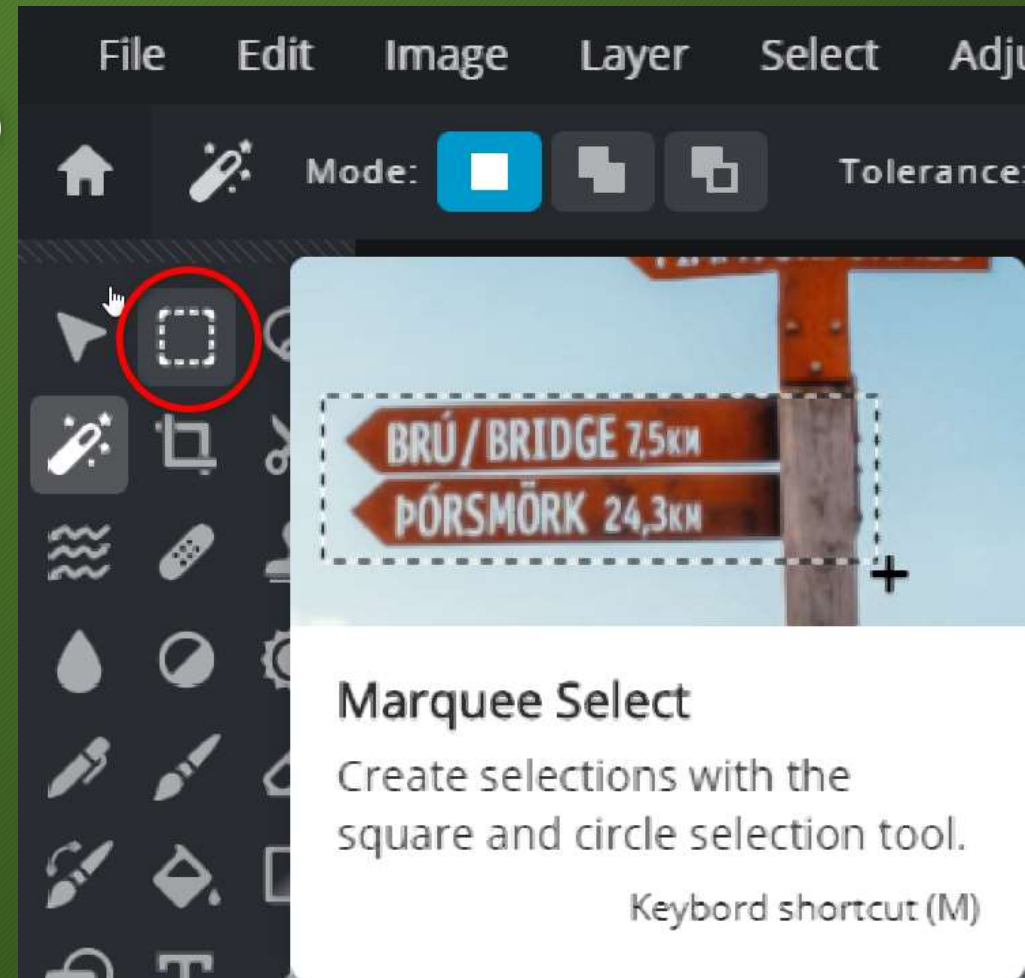 File Edit Image Layer Select Adju
Mode: Tolerance:
BRÚ / BRIDGE 7,5KM
ÞÓRSMÖRK 24,3KM
Marquee Select
Create selections with the
square and circle selection tool.
Keybord shortcut (M)